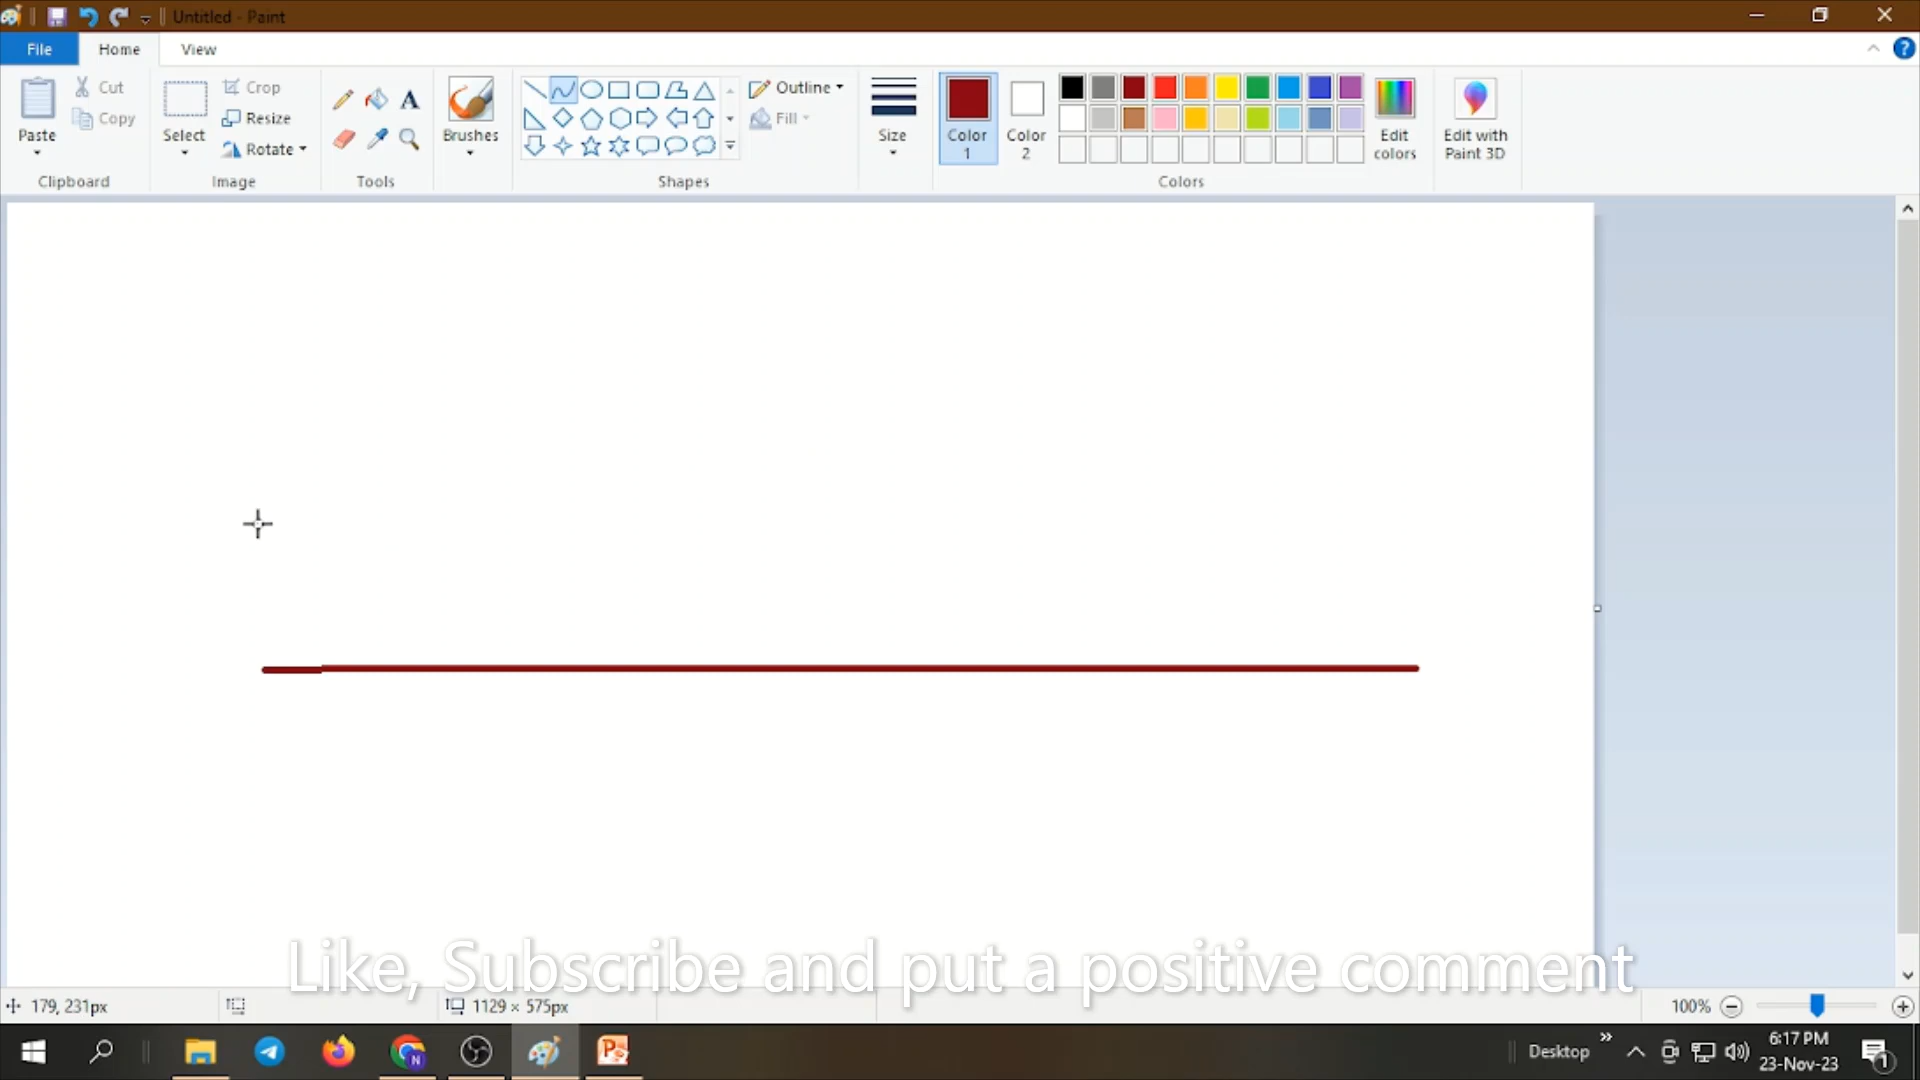 Untitled - Paint
File Home View
Paste Cut Copy Clipboard
Select Crop Resize Rotate Image
Tools
Brushes
Shapes
Outline Fill
Size
Color 1
Color 2
Colors
Edit colors
Edit with Paint 3D
Like, Subscribe and put a positive comment
179, 231px 1129 × 575px 100%
Desktop 6:17 PM
23-Nov-23
1